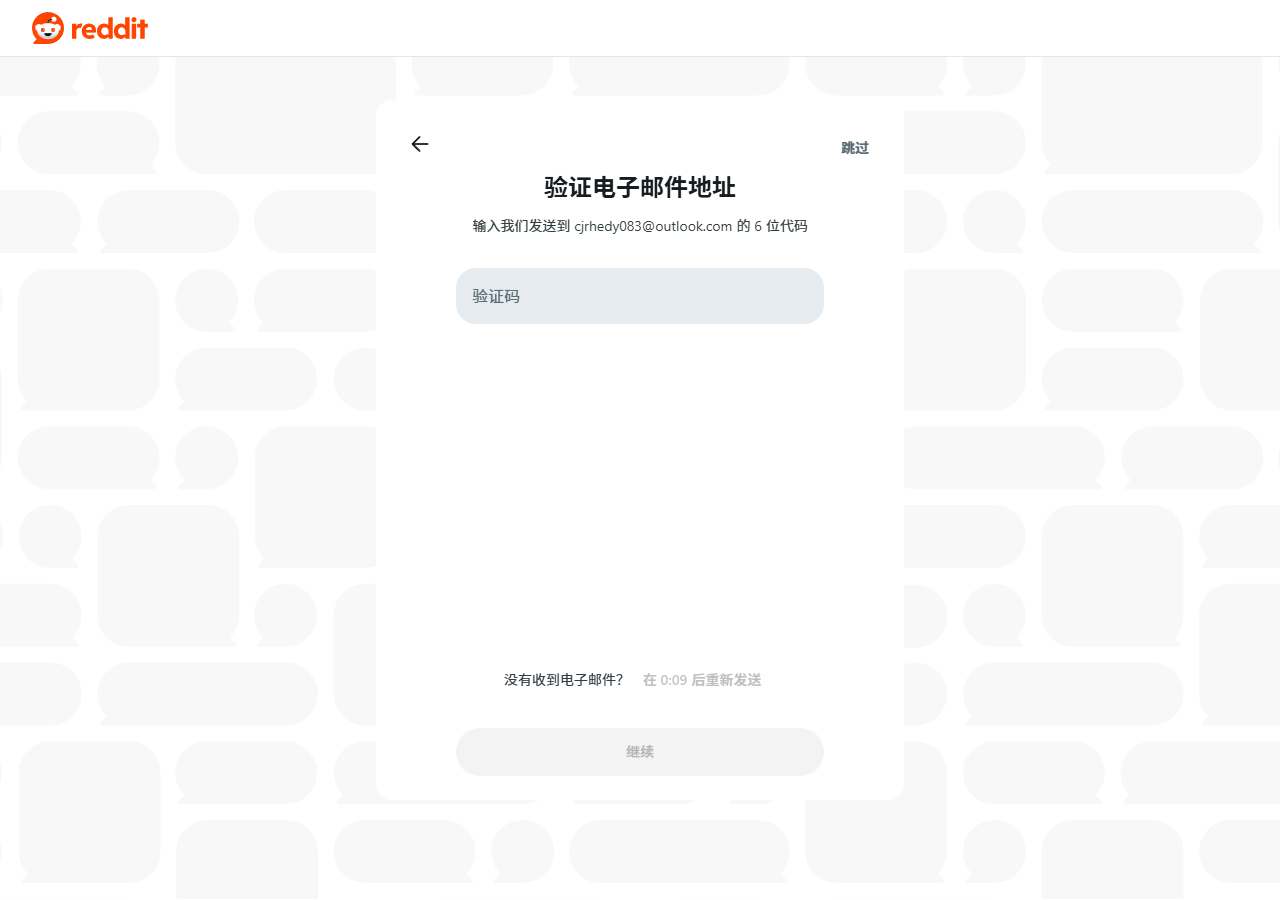 reddit
跳过
验证电子邮件地址
输入我们发送到 cjrhedy083@outlook.com 的 6 位代码
验证码
没有收到电子邮件? 在 0:09 后重新发送
继续